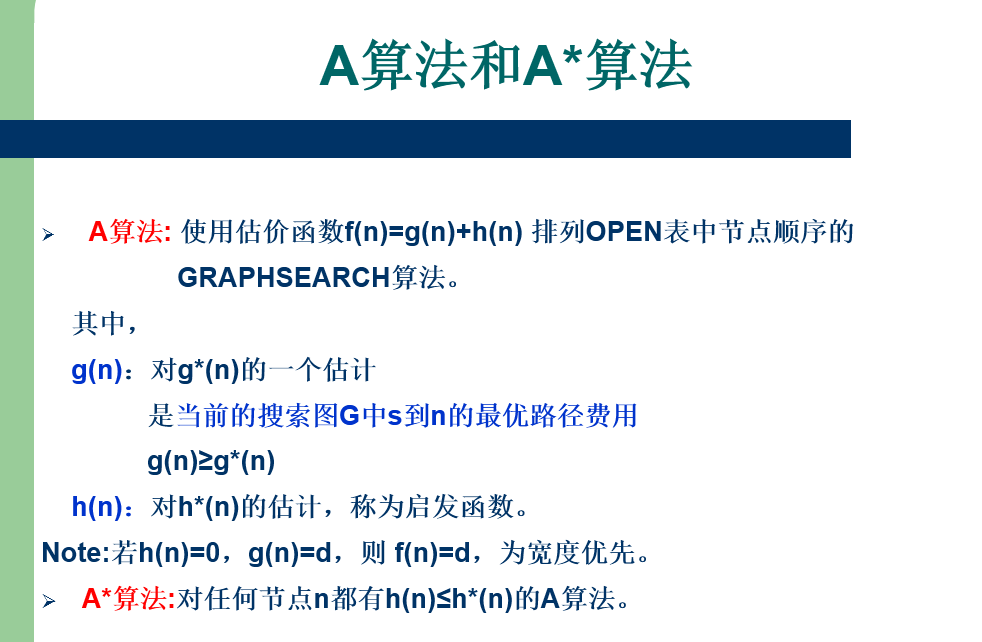 A算法和A*算法
A算法: 使用估价函数f(n)=g(n)+h(n) 排列OPEN表中节点顺序的
GRAPHSEARCH算法。
其中，
g(n)：对g*(n)的一个估计
是当前的搜索图G中s到n的最优路径费用
g(n)≥g*(n)
h(n)：对h*(n)的估计，称为启发函数。
Note:若h(n)=0，g(n)=d，则 f(n)=d，为宽度优先。
A*算法:对任何节点n都有h(n)≤h*(n)的A算法。